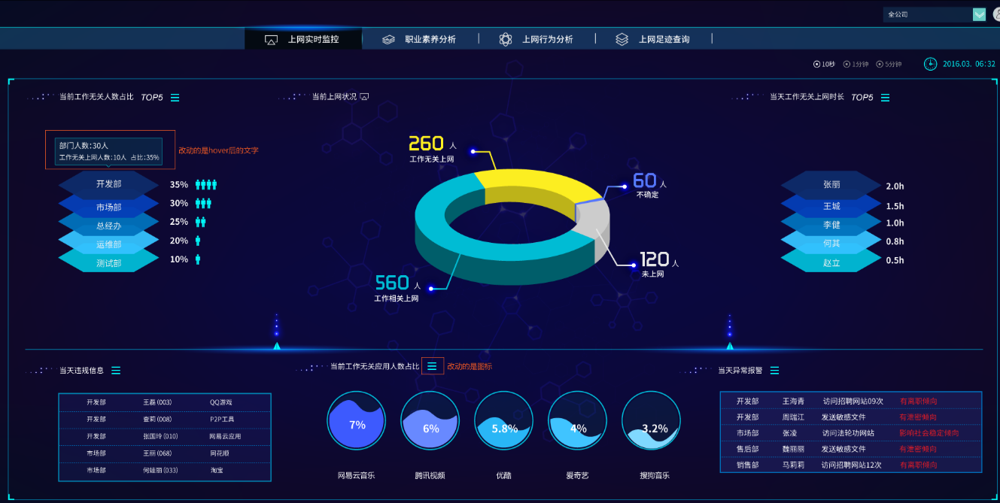 全公司
上网实时监控
职业素养分析
上网行为分析
上网足迹查询
10秒 1分钟 5分钟 2016.03. 06:32
当前工作无关人数占比 TOP5
部门人数:30人
工作无关上网人数:10人 占比:35%
改动的是hover后的文字
开发部 35%
市场部 30%
总经办 25%
运维部 20%
测试部 10%
当前上网状况
260 人
工作无关上网
60 人
不确定
120 人
未上网
560 人
工作相关上网
当天工作无关上网时长 TOP5
张丽 2.0h
王城 1.5h
李健 1.0h
何其 0.8h
赵立 0.5h
当天违规信息
开发部 王磊(003) QQ游戏
开发部 查莉(008) P2P工具
开发部 张国玲(010) 网易云应用
市场部 王丽(068) 同花顺
市场部 何娃丽(033) 淘宝
当前工作无关应用人数占比
改动的是图标
7% 6% 5.8% 4% 3.2%
网易云音乐 腾讯视频 优酷 爱奇艺 搜狗音乐
当天异常报警
开发部 王海青 访问招聘网站09次 有离职倾向
开发部 周瑞江 发送敏感文件 有泄密倾向
市场部 张凌 访问法轮功网站 影响社会稳定倾向
售后部 魏丽丽 发送敏感文件 有泄密倾向
销售部 马莉莉 访问招聘网站12次 有离职倾向